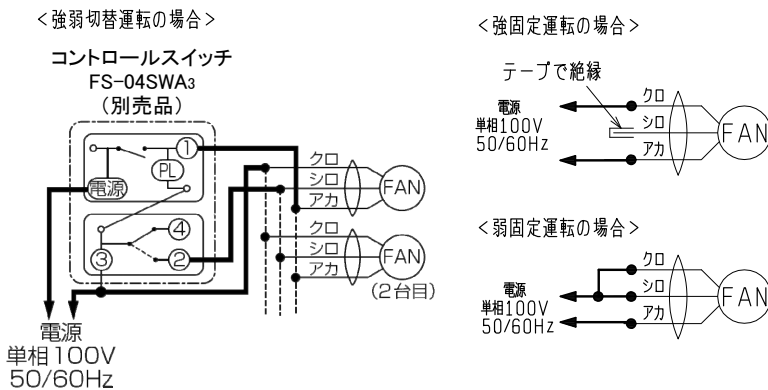 ＜強弱切替運転の場合＞
コントロールスイッチ
FS-04SWA3
(別売品)
①
PL
電源
④
③
②
クロ
シロ
アカ
FAN
クロ
シロ
アカ
FAN
(2台目)
電源
単相100V
50/60Hz
＜強固定運転の場合＞
テープで絶縁
電源
単相100V
50/60Hz
クロ
シロ
アカ
FAN
＜弱固定運転の場合＞
電源
単相100V
50/60Hz
クロ
シロ
アカ
FAN